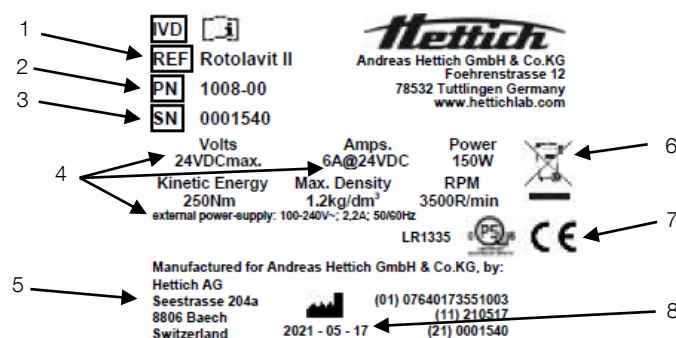 1
IVD
REF Rotolavit II
2
PN 1008-00
3
SN 0001540
Hettich
Andreas Hettich GmbH & Co.KG
Foehrenstrasse 12
78532 Tuttlingen Germany
www.hettichlab.com
4
Volts Amps. Power
24VDCmax. 6A@24VDC 150W
Kinetic Energy Max. Density RPM
250Nm 1.2kg/dm³ 3500R/min
external power-supply: 100-240V~; 2,2A; 50/60Hz
6
LR1335
PS
CE
7
5
Manufactured for Andreas Hettich GmbH & Co.KG, by:
Hettich AG
Seestrasse 204a (01) 07640173551003
8806 Baech (11) 210517
Switzerland 2021 - 05 - 17 (21) 0001540
8